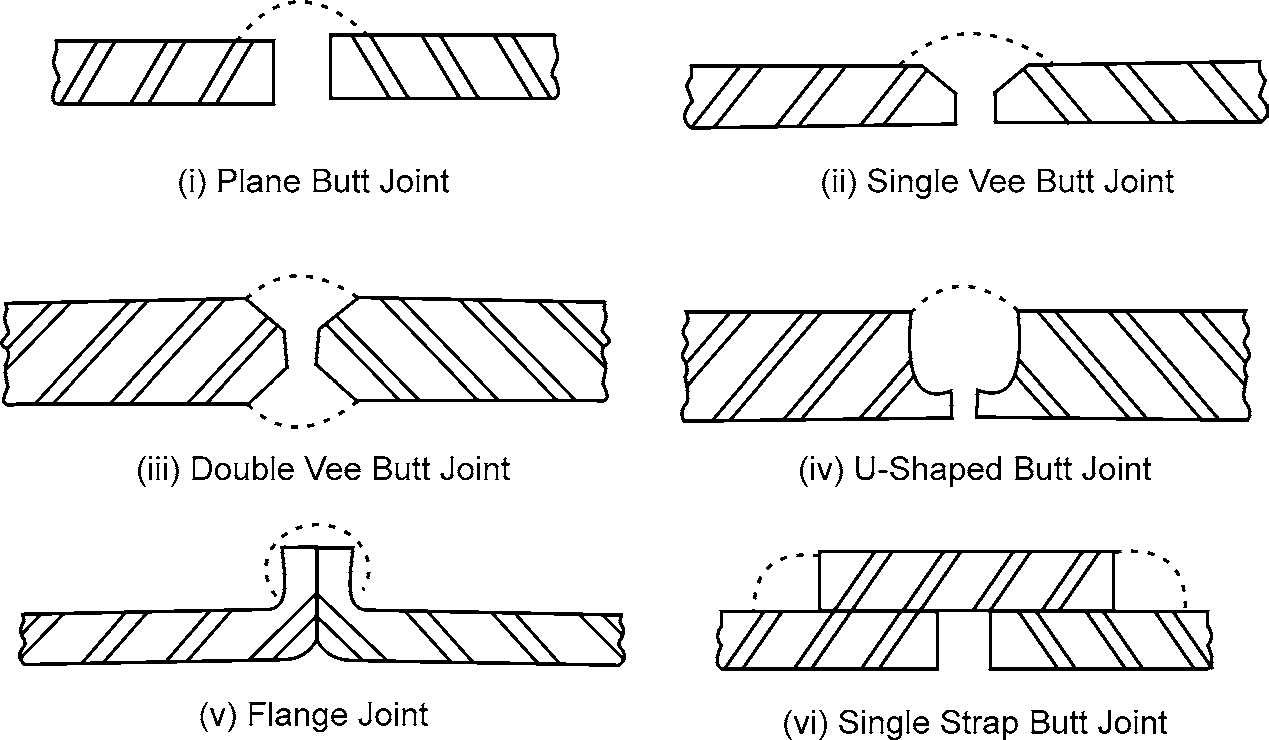 (i) Plane Butt Joint
(ii) Single Vee Butt Joint
(iii) Double Vee Butt Joint
(iv) U-Shaped Butt Joint
(v) Flange Joint
(vi) Single Strap Butt Joint